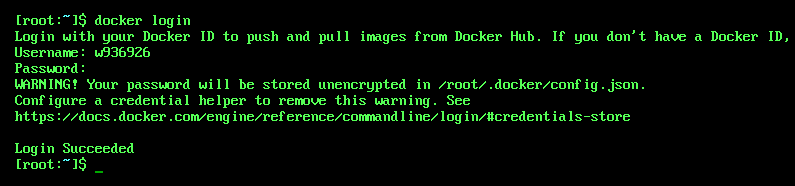 [root:~]$ docker login
Login with your Docker ID to push and pull images from Docker Hub. If you don't have a Docker ID,
Username: w936926
Password:
WARNING! Your password will be stored unencrypted in /root/.docker/config.json.
Configure a credential helper to remove this warning. See
https://docs.docker.com/engine/reference/commandline/login/#credentials-store
Login Succeeded
[root:~]$ _